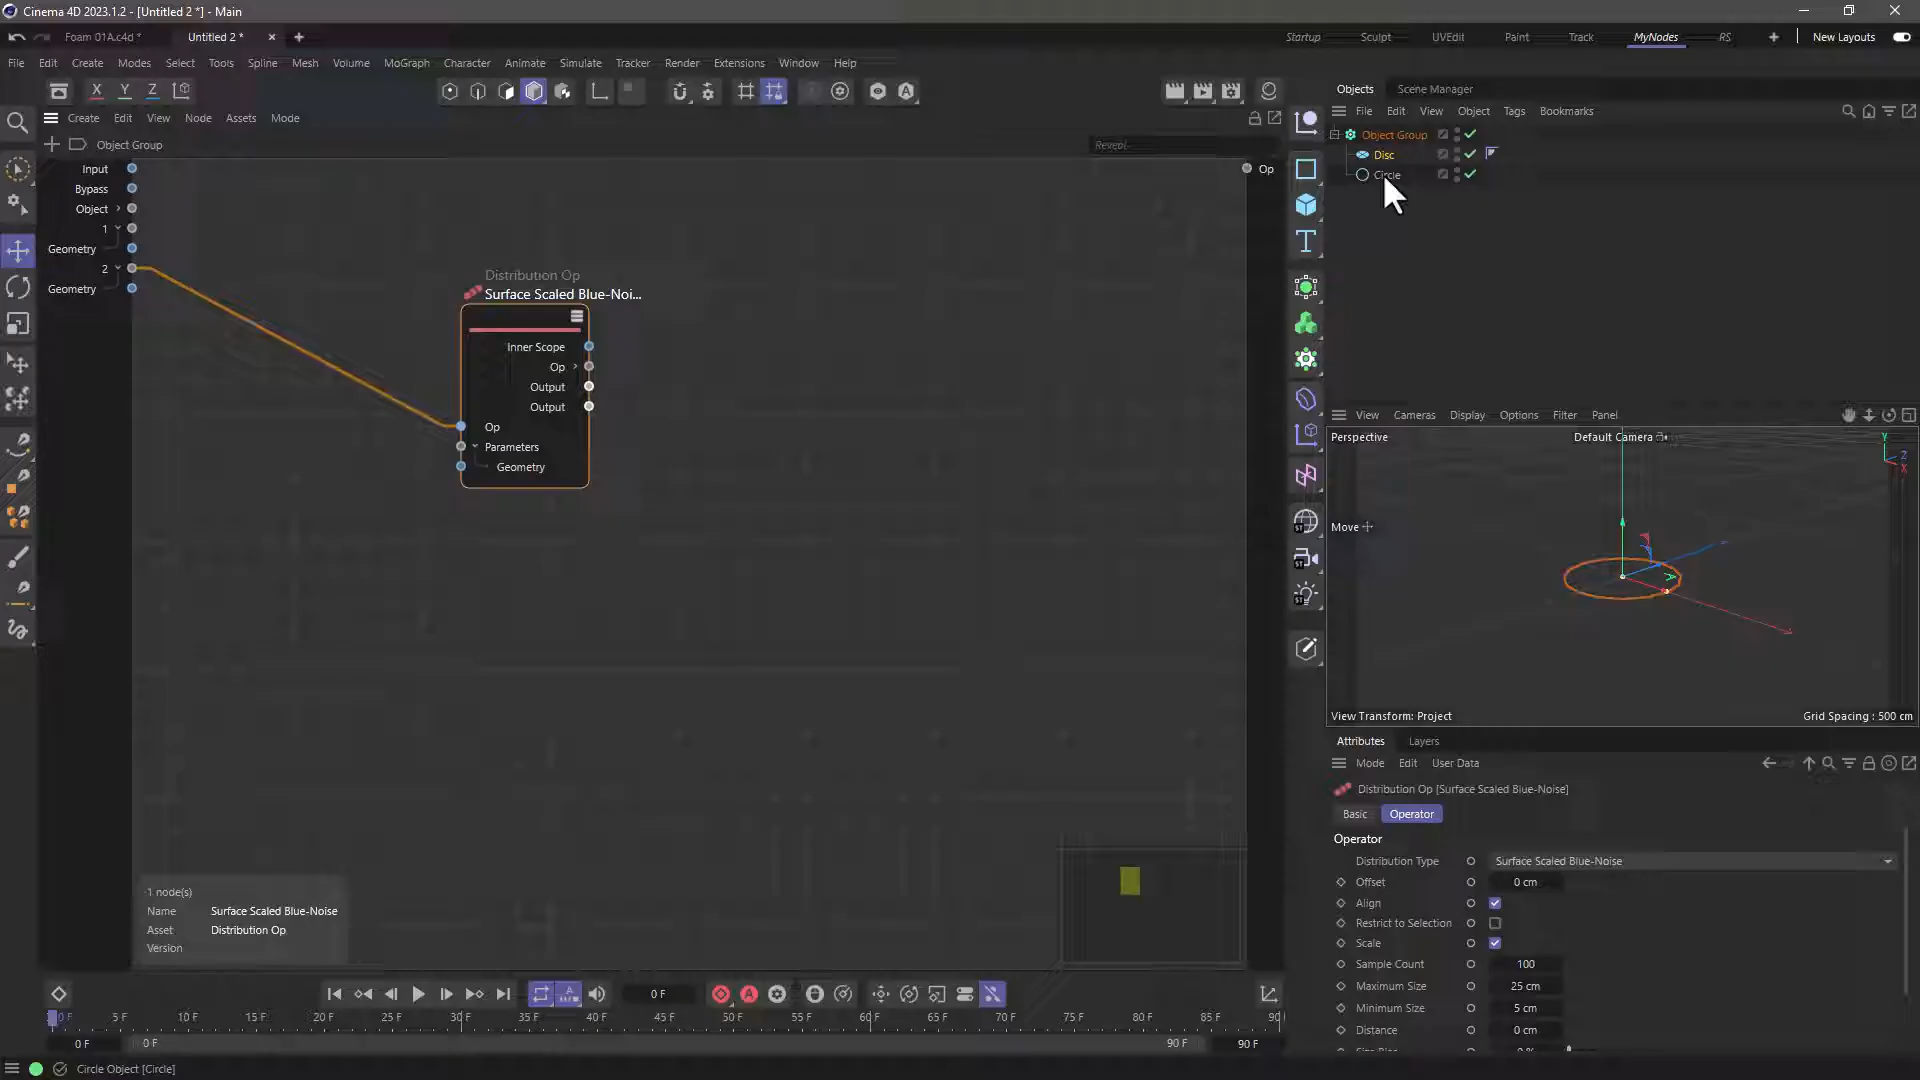 Cinema 4D 2023.1.2 - [Untitled 2 *] - Main
Foam 01A.c4d *
Untitled 2 *
Startup
Sculpt
UVEdit
Paint
Track
MyNodes
RS
New Layouts
File Edit Create Modes Select Tools Spline Mesh Volume MoGraph Character Animate Simulate Tracker Render Extensions Window Help
X Y Z
Objects
Scene Manager
Create Edit View Node Assets Mode
File Edit View Object Tags Bookmarks
Object Group
Reveal
Object Group
Disc
Circle
Input
Bypass
Object
1
Geometry
2
Geometry
Op
Distribution Op
Surface Scaled Blue-Noi...
Inner Scope
Op
Output
Output
Op
Parameters
Geometry
View Cameras Display Options Filter Panel
Perspective
Default Camera
Y
Z
X
Move
View Transform: Project
Grid Spacing : 500 cm
Attributes
Layers
Mode Edit User Data
Distribution Op [Surface Scaled Blue-Noise]
Basic
Operator
Operator
Distribution Type
Surface Scaled Blue-Noise
Offset
0 cm
Align
Restrict to Selection
Scale
Sample Count
100
Maximum Size
25 cm
Minimum Size
5 cm
Distance
0 cm
1 node(s)
Name Surface Scaled Blue-Noise
Asset Distribution Op
Version
0 F
0 F 5 F 10 F 15 F 20 F 25 F 30 F 35 F 40 F 45 F 50 F 55 F 60 F 65 F 70 F 75 F 80 F 85 F 90
0 F
0 F
90 F
90 F
Circle Object [Circle]